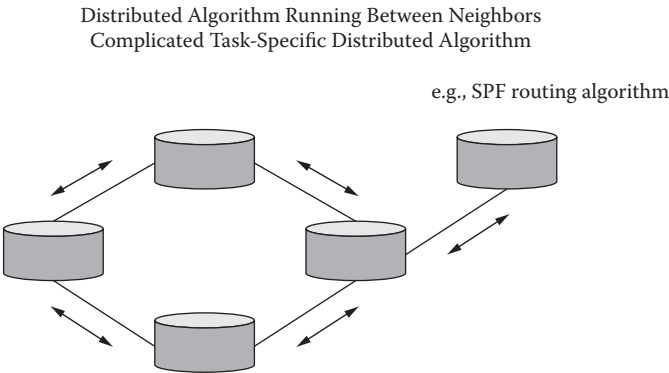 Distributed Algorithm Running Between Neighbors
Complicated Task-Specific Distributed Algorithm
e.g., SPF routing algorithm